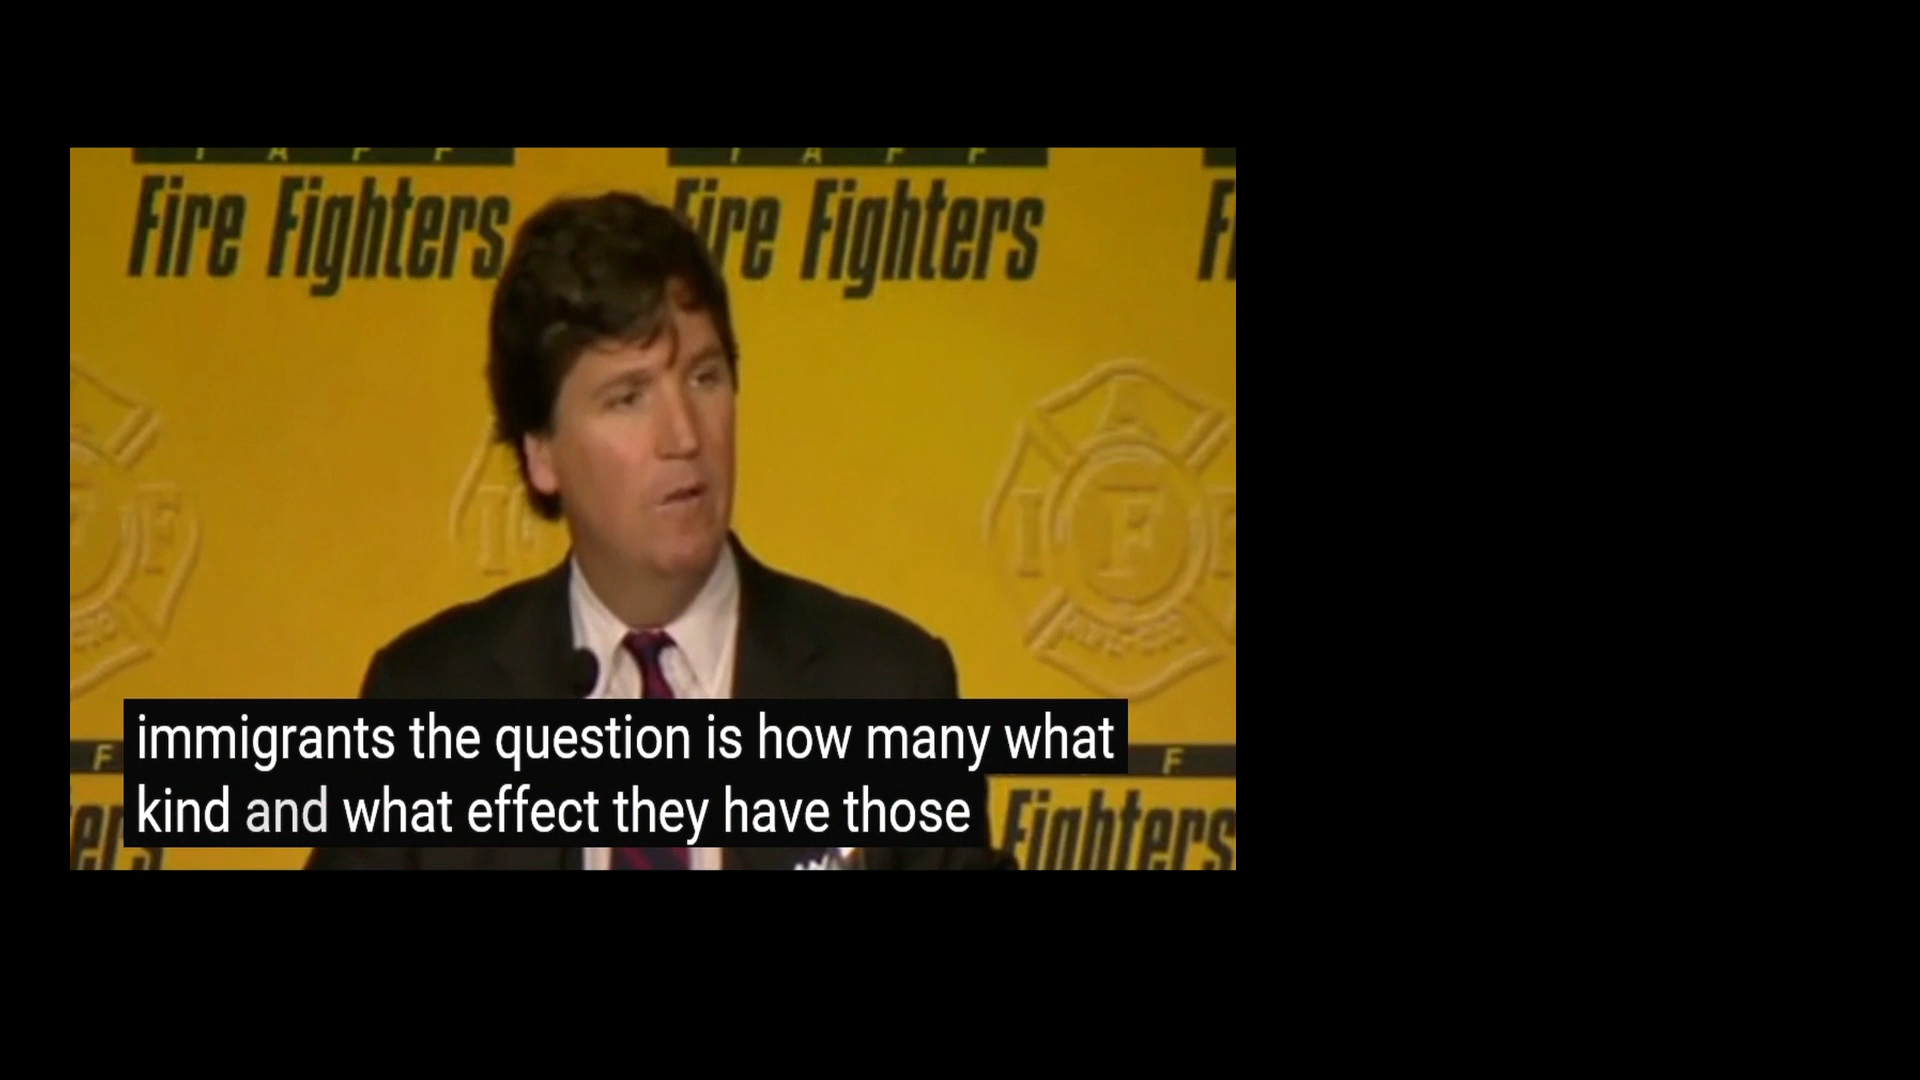 I A F F
I A F F
Fire Fighters
Fire Fighters
F
I F
F
I F
immigrants the question is how many what
kind and what effect they have those
F
F
Fighters